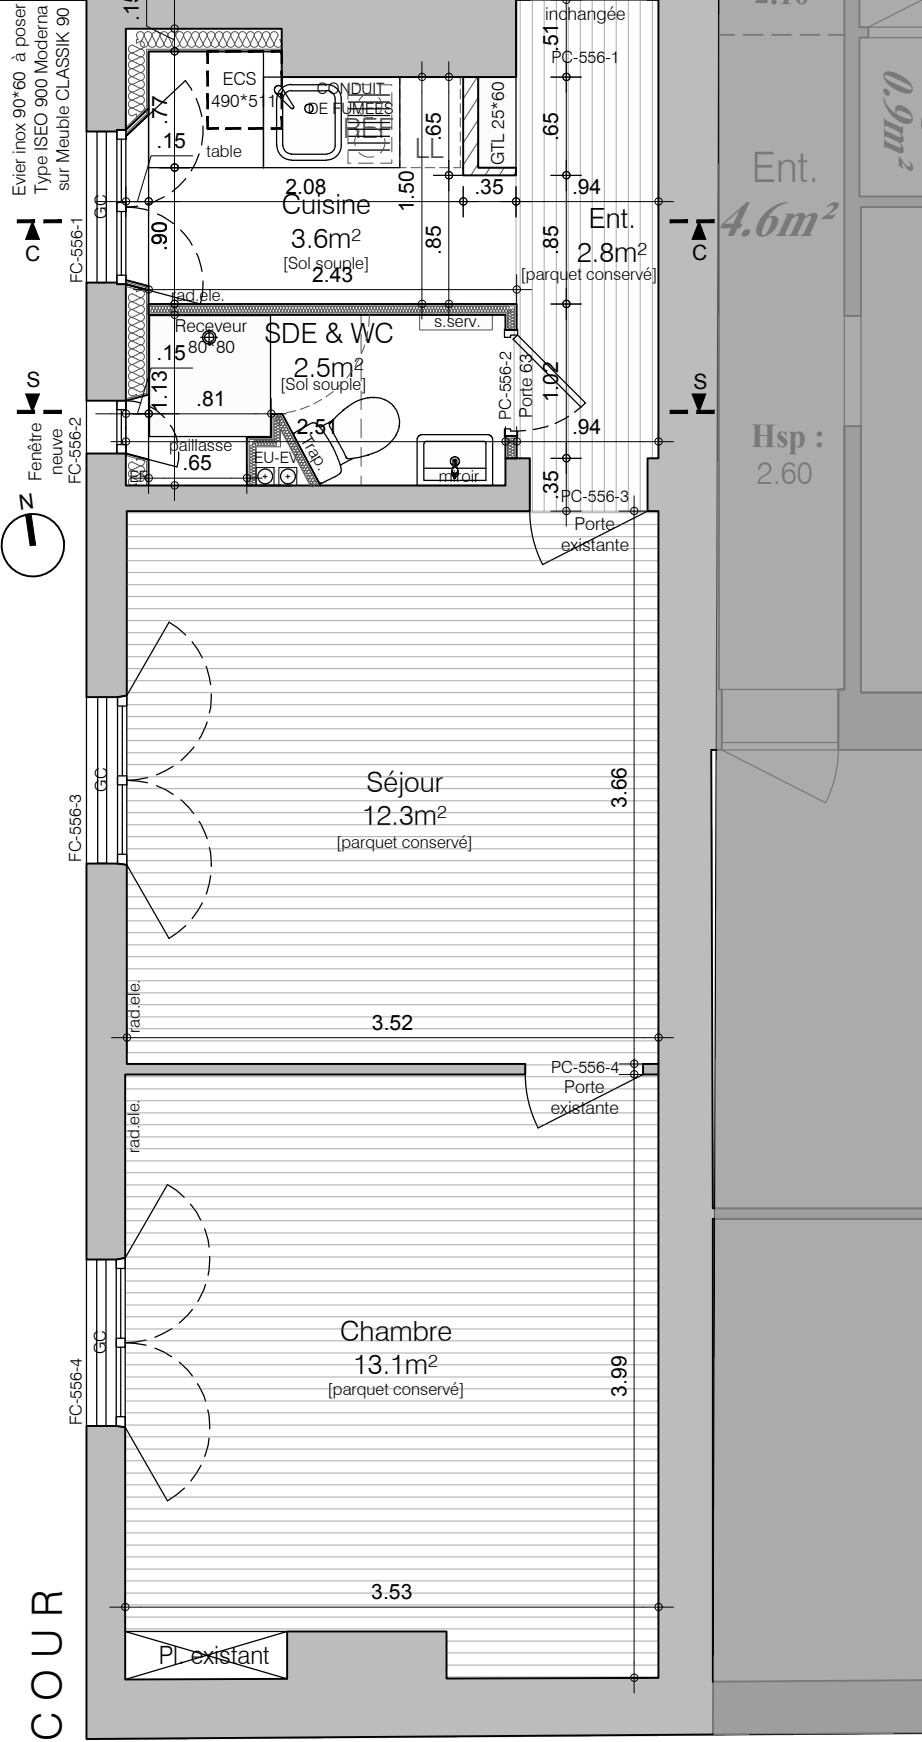 Evier inox 90*60 à poser
Type ISEO 900 Moderna
sur Meuble CLASSIK 90
.15
inchangée
.51
PC-556-1
2.10
ECS
490*511
CONDUIT
DE FUMEES
REF
.77
.15
table
.65
LL
GTL 25*60
.65
0.9m²
Ent.
4.6m²
GC
2.08
1.50
.35
.94
Cuisine
3.6m²
[Sol souple]
2.43
.90
.85
.85
Ent.
2.8m²
[parquet conservé]
C
C
FC-556-1
rad.ele.
Receveur
80*80
SDE & WC
2.5m²
[Sol souple]
s.serv.
.15
1.13
.81
PC-556-2
Porte 63
1.02
S
S
Fenêtre
neuve
FC-556-2
2.51
.94
Trap.
paillasse
.65
EU-EV
EF
miroir
Hsp :
2.60
N
.35
PC-556-3
Porte
existante
Séjour
12.3m²
[parquet conservé]
3.66
GC
FC-556-3
rad.ele.
3.52
PC-556-4
Porte
existante
rad.ele.
Chambre
13.1m²
[parquet conservé]
3.99
GC
FC-556-4
3.53
Pl. existant
COUR